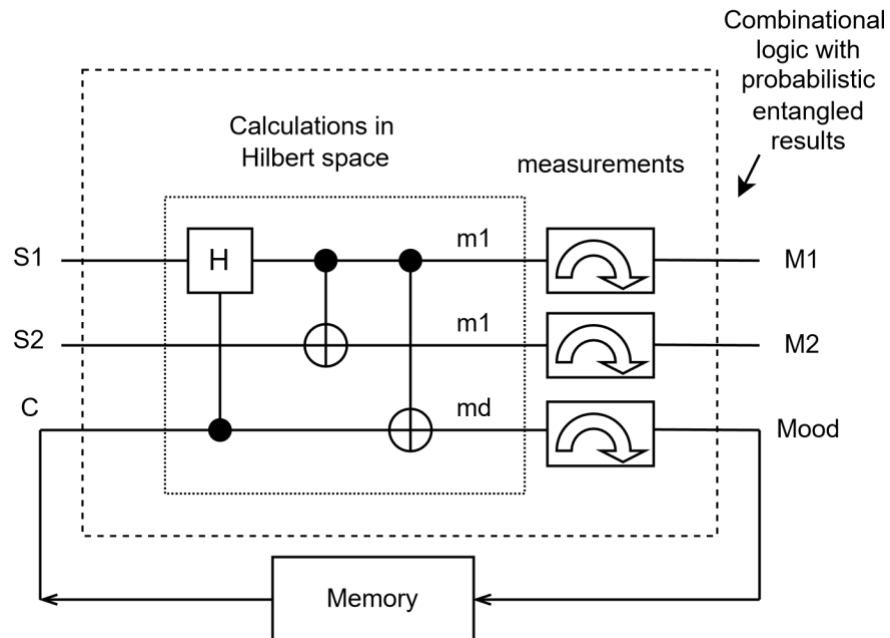 Combinational
logic with
probabilistic
entangled
results
Calculations in
Hilbert space
measurements
S1
H
m1
M1
S2
m1
M2
C
md
Mood
Memory